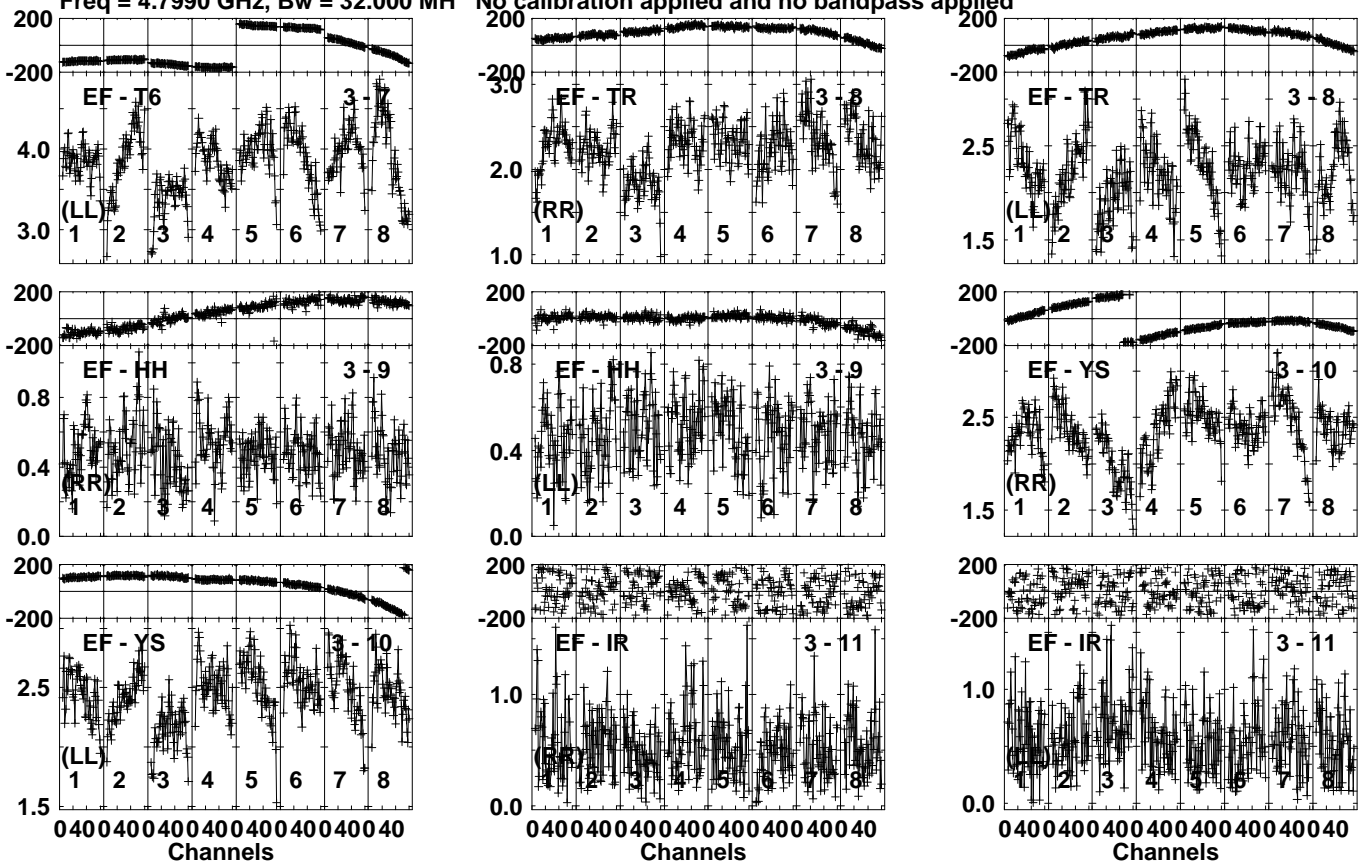 Freq = 4.7990 GHz, Bw = 32.000 MH No calibration applied and no bandpass applied
200
-200
EF - T6 3 - 7
4.0
3.0
(LL)
1 2 3 4 5 6 7 8
200
-200
EF - TR 3 - 8
3.0
2.0
1.0
(RR)
1 2 3 4 5 6 7 8
200
-200
EF - TR 3 - 8
2.5
1.5
(LL)
1 2 3 4 5 6 7 8
200
-200
EF - HH 3 - 9
0.8
0.4
0.0
(RR)
1 2 3 4 5 6 7 8
200
-200
EF - HH 3 - 9
0.8
0.4
0.0
(LL)
1 2 3 4 5 6 7 8
200
-200
EF - YS 3 - 10
2.5
1.5
(RR)
1 2 3 4 5 6 7 8
200
-200
EF - YS 3 - 10
2.5
1.5
(LL)
1 2 3 4 5 6 7 8
0 40 0 40 0 40 0 40 0 40 0 40 0 40 0 40
Channels
200
-200
EF - IR 3 - 11
1.0
0.0
(RR)
1 2 3 4 5 6 7 8
0 40 0 40 0 40 0 40 0 40 0 40 0 40 0 40
Channels
200
-200
EF - IR 3 - 11
1.0
0.0
(LL)
1 2 3 4 5 6 7 8
0 40 0 40 0 40 0 40 0 40 0 40 0 40 0 40
Channels